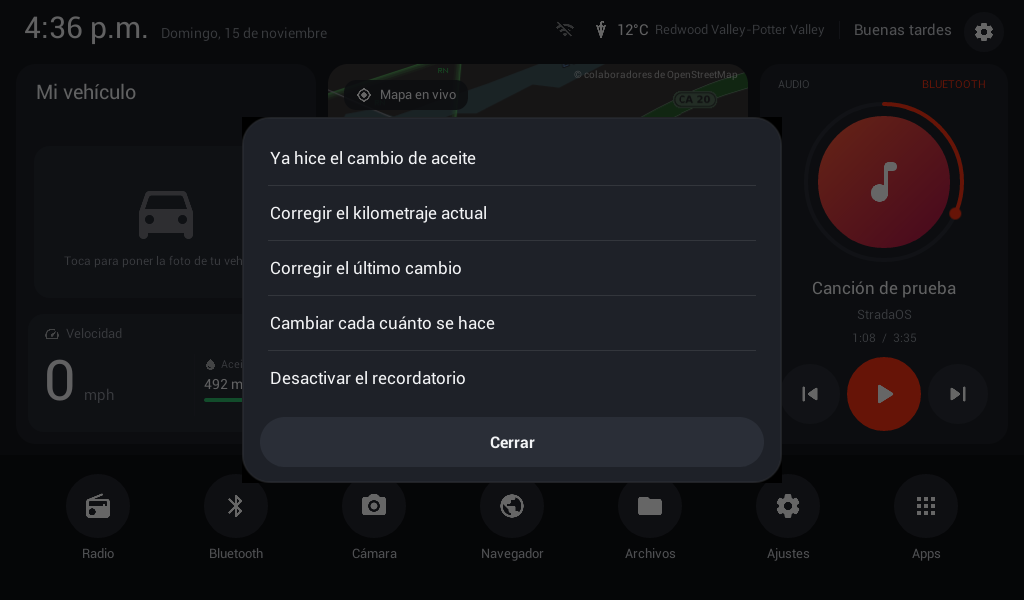 4:36 p.m.
Domingo, 15 de noviembre
12°C
Redwood Valley-Potter Valley
Buenas tardes
Mi vehículo
© colaboradores de OpenStreetMap
Mapa en vivo
CA 20
AUDIO
BLUETOOTH
Ya hice el cambio de aceite
Corregir el kilometraje actual
Corregir el último cambio
Cambiar cada cuánto se hace
Desactivar el recordatorio
Cerrar
Toca para poner la foto de tu
Velocidad
0 mph
492
Canción de prueba
StradaOS
1:08 / 3:35
Radio
Bluetooth
Cámara
Navegador
Archivos
Ajustes
Apps